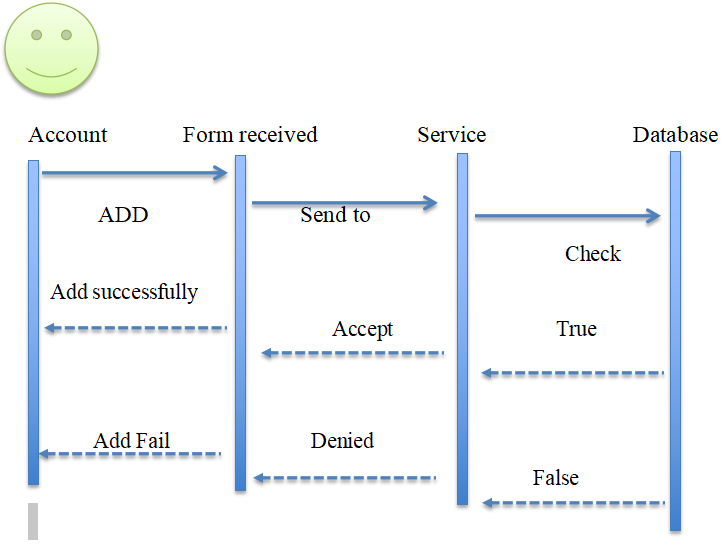 Account Form received Service Database
ADD Send to
Check
Add successfully
Accept True
Add Fail Denied
False